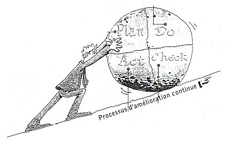 Plan Do
Act Check
Processus d'amélioration continue